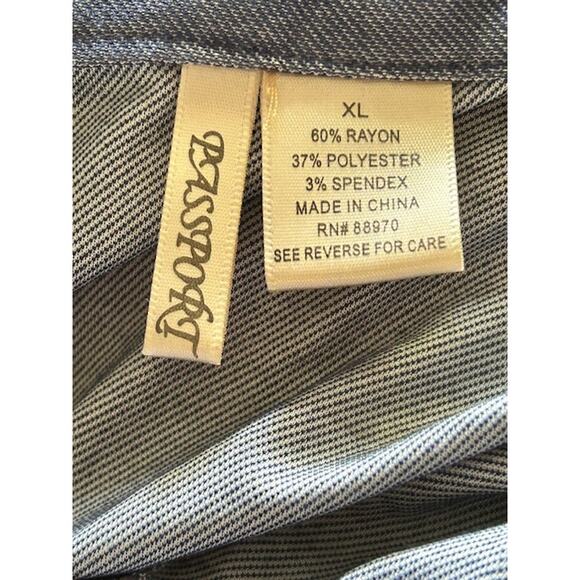 PASSPORT
XL
60% RAYON
37% POLYESTER
3% SPENDEX
MADE IN CHINA
RN# 88970
SEE REVERSE FOR CARE